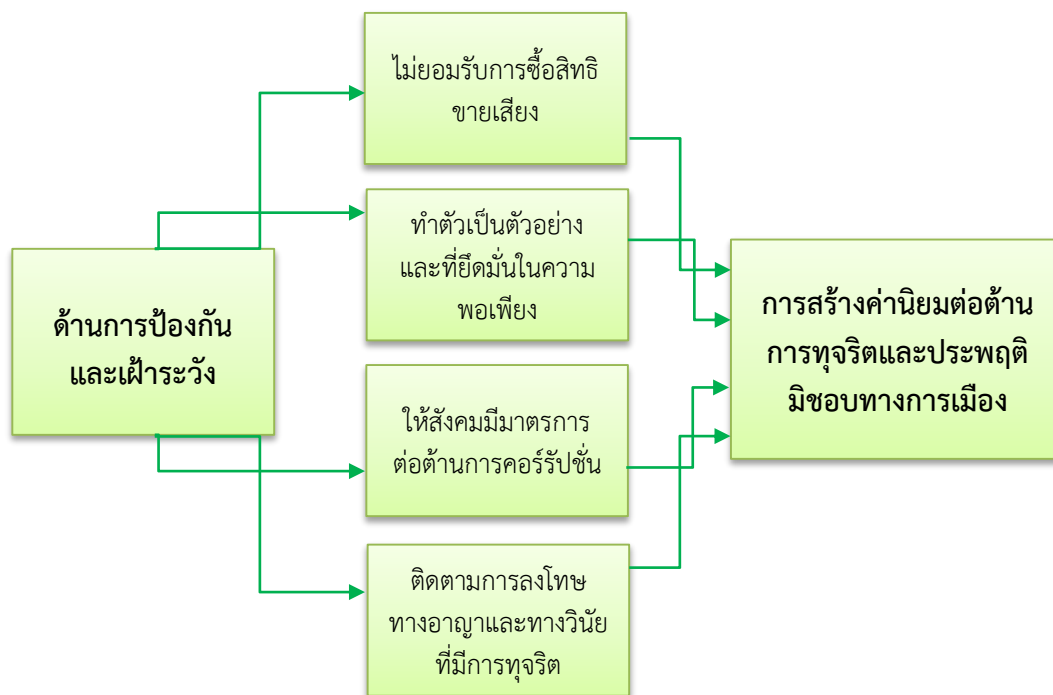 ด้านการป้องกัน
และเฝ้าระวัง
ไม่ยอมรับการซื้อสิทธิ
ขายเสียง
ทำตัวเป็นตัวอย่าง
และที่ยึดมั่นในความ
พอเพียง
ให้สังคมมีมาตรการ
ต่อต้านการคอร์รัปชั่น
ติดตามการลงโทษ
ทางอาญาและทางวินัย
ที่มีการทุจริต
การสร้างค่านิยมต่อต้าน
การทุจริตและประพฤติ
มิชอบทางการเมือง